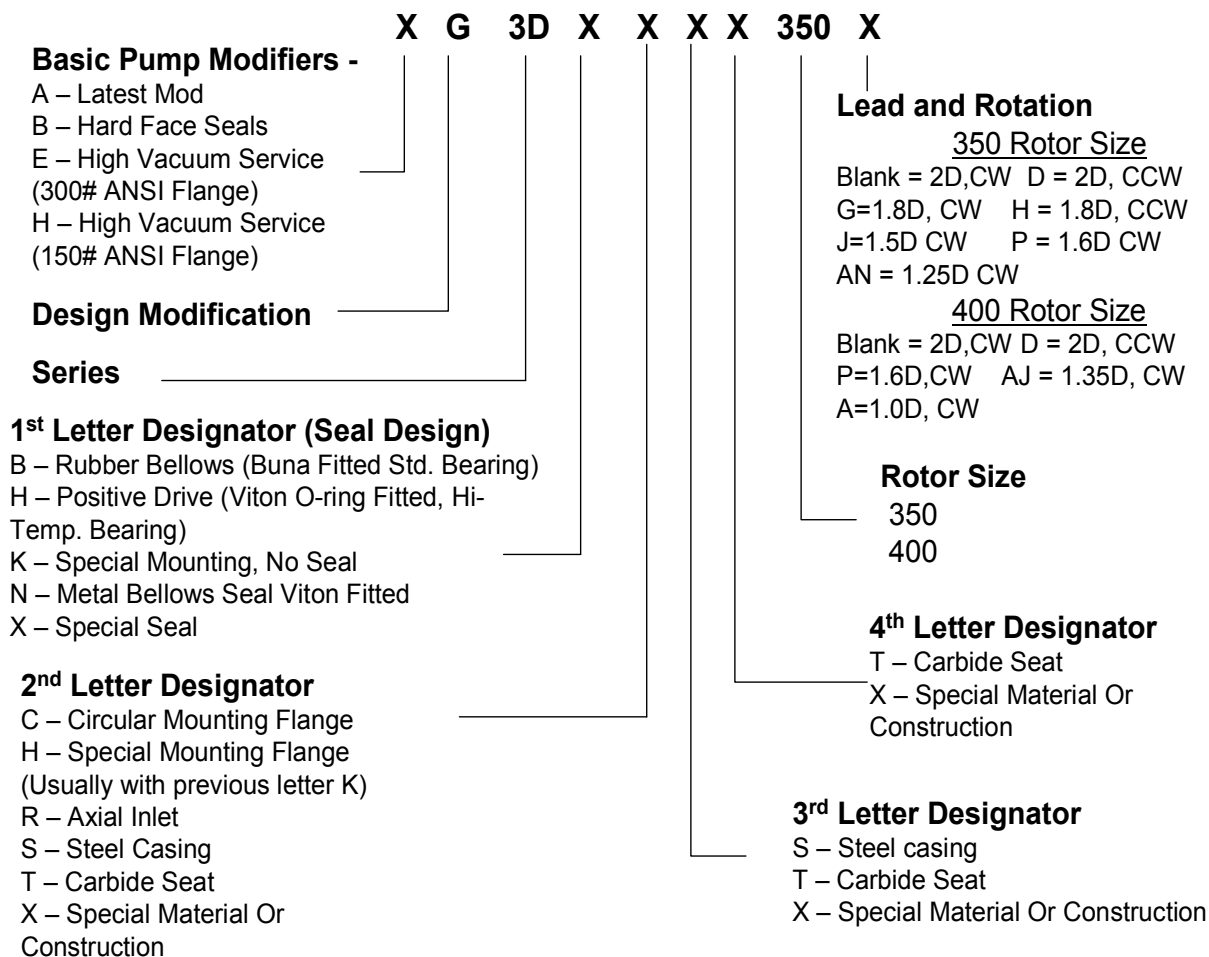 X G 3D X X X X 350 X
Basic Pump Modifiers -
A – Latest Mod
B – Hard Face Seals
E – High Vacuum Service
(300# ANSI Flange)
H – High Vacuum Service
(150# ANSI Flange)
Design Modification
Series
1st Letter Designator (Seal Design)
B – Rubber Bellows (Buna Fitted Std. Bearing)
H – Positive Drive (Viton O-ring Fitted, Hi-
Temp. Bearing)
K – Special Mounting, No Seal
N – Metal Bellows Seal Viton Fitted
X – Special Seal
2nd Letter Designator
C – Circular Mounting Flange
H – Special Mounting Flange
(Usually with previous letter K)
R – Axial Inlet
S – Steel Casing
T – Carbide Seat
X – Special Material Or
Construction
Lead and Rotation
350 Rotor Size
Blank = 2D,CW D = 2D, CCW
G=1.8D, CW H = 1.8D, CCW
J=1.5D CW P = 1.6D CW
AN = 1.25D CW
400 Rotor Size
Blank = 2D,CW D = 2D, CCW
P=1.6D,CW AJ = 1.35D, CW
A=1.0D, CW
Rotor Size
350
400
4th Letter Designator
T – Carbide Seat
X – Special Material Or
Construction
3rd Letter Designator
S – Steel casing
T – Carbide Seat
X – Special Material Or Construction